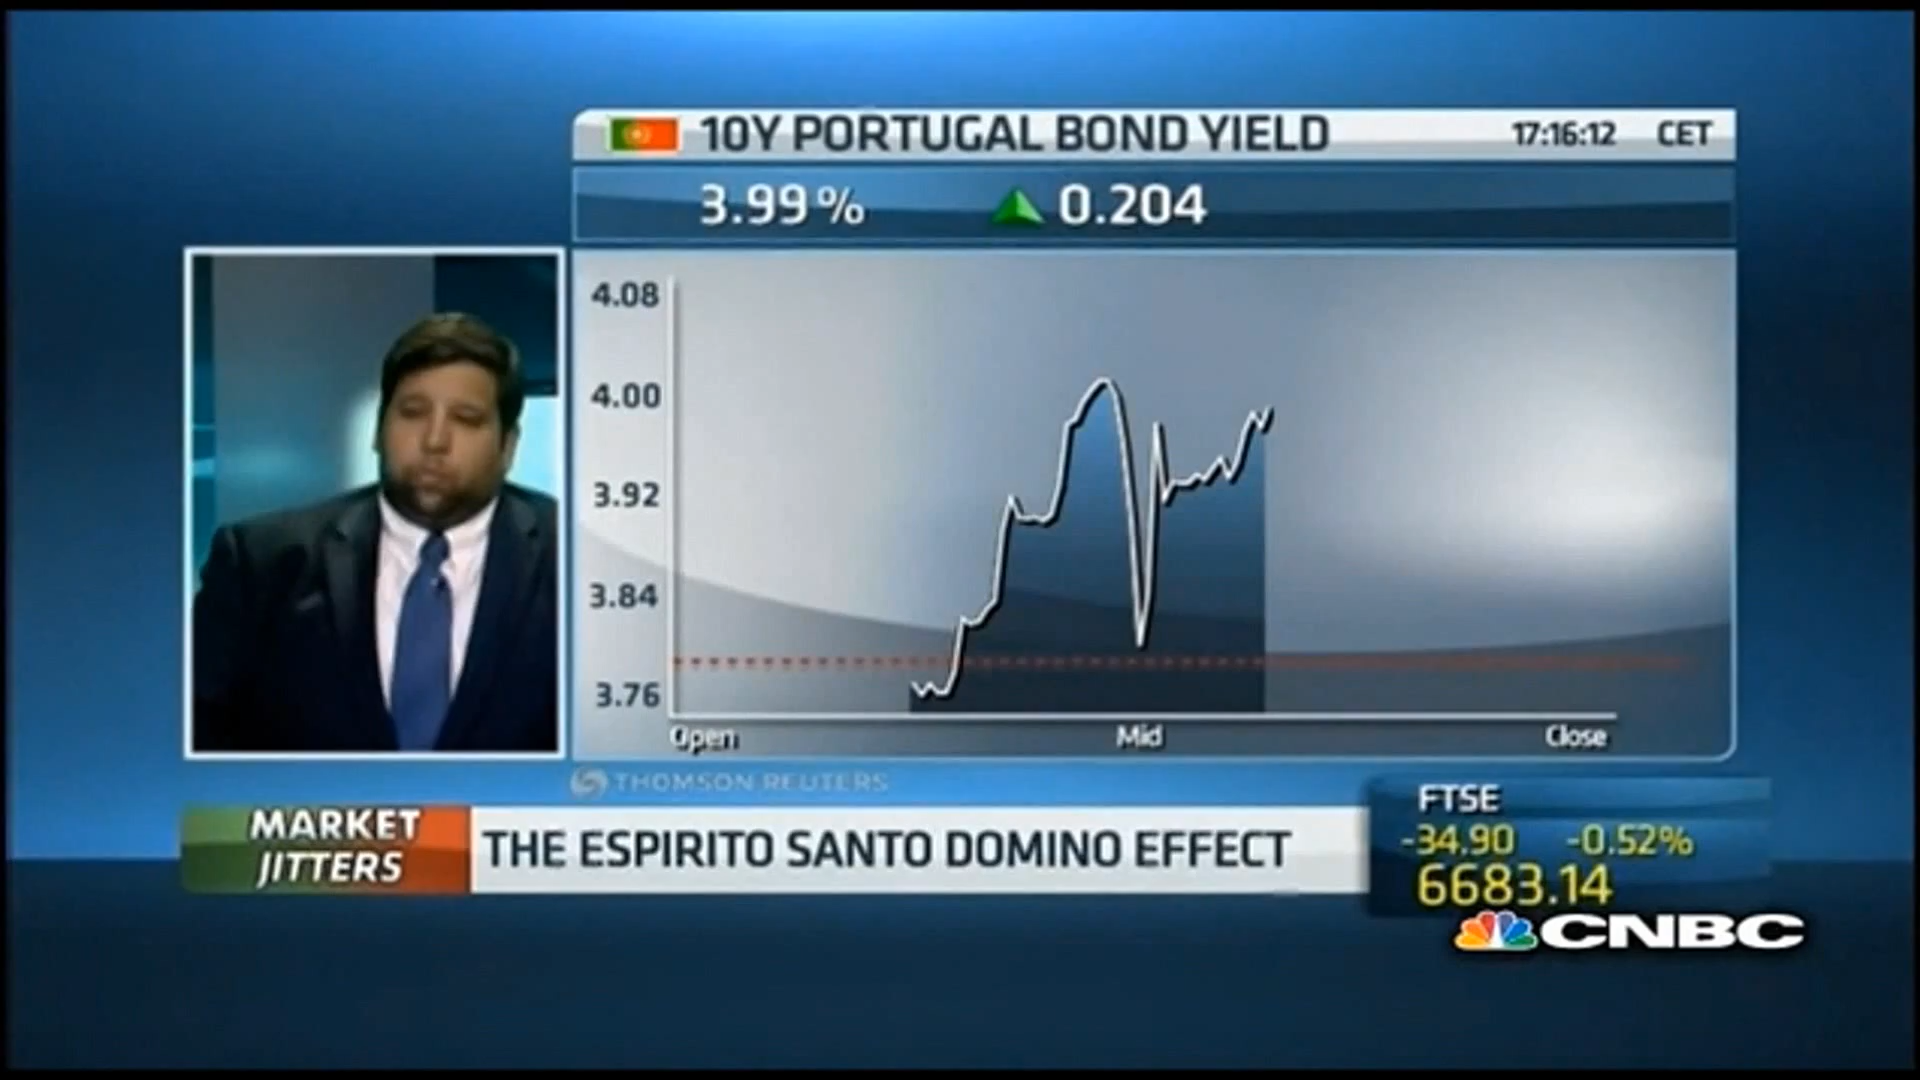 10Y PORTUGAL BOND YIELD 17:16:12 CET
3.99% 0.204
4.08
4.00
3.92
3.84
3.76
Open Mid Close
THOMSON REUTERS
MARKET
JITTERS
THE ESPIRITO SANTO DOMINO EFFECT
FTSE
-34.90 -0.52%
6683.14
CNBC